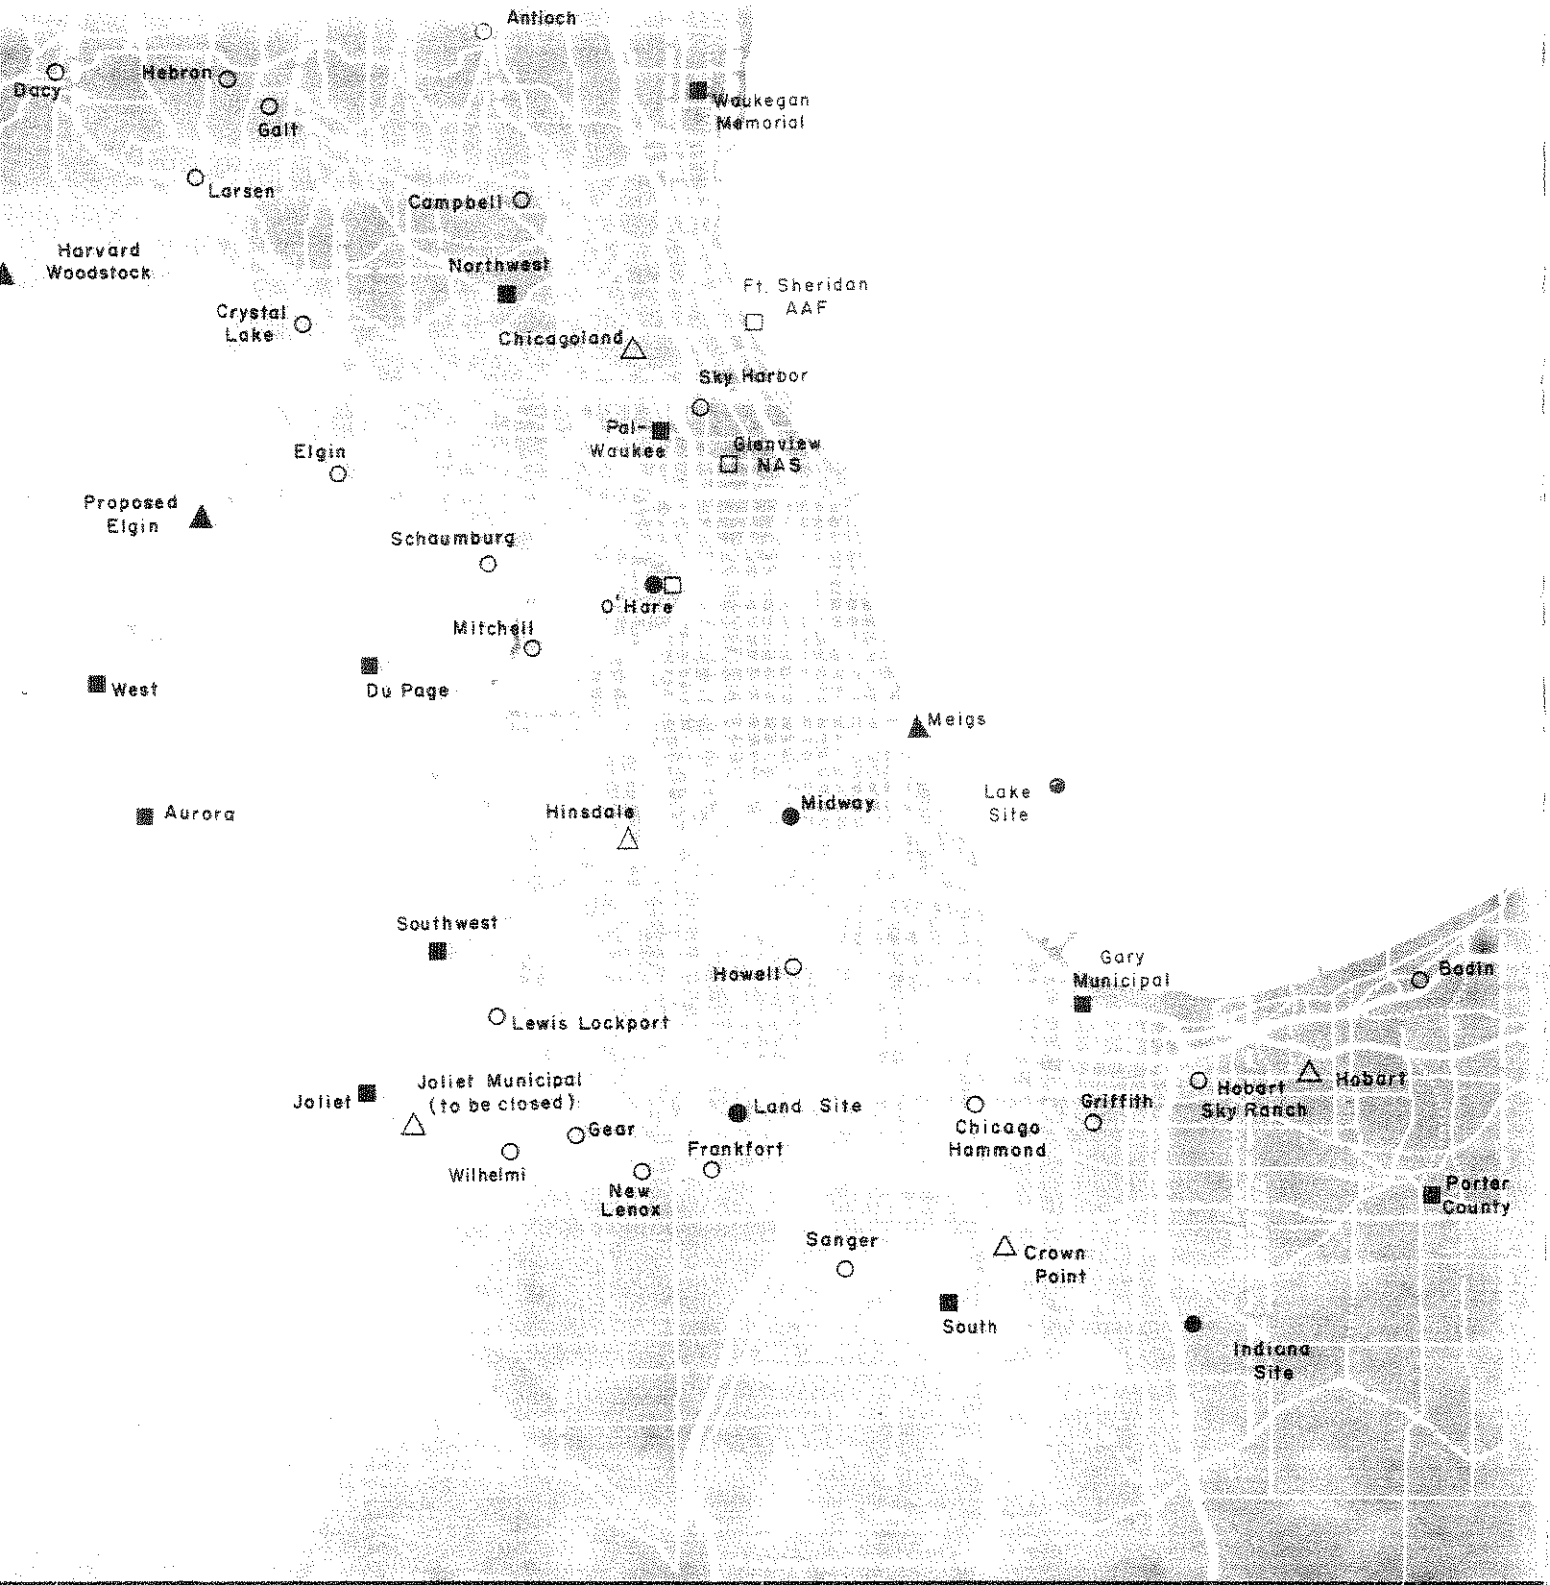 Antioch
Dacy
Hebron
Galt
Waukegan
Memorial
Larsen
Campbell
Harvard
Woodstock
Northwest
Ft. Sheridan
AAF
Crystal
Lake
Chicagoland
Sky Harbor
Pal-
Waukee
Glenview
NAS
Elgin
Proposed
Elgin
Schaumburg
O'Hare
Mitchell
West
Du Page
Meigs
Lake
Site
Aurora
Hinsdale
Midway
Southwest
Howell
Gary
Municipal
Bodin
Lewis Lockport
Joliet
Joliet Municipal
(to be closed)
Gear
Land Site
Wilhelmi
New
Lenox
Frankfort
Chicago
Hammond
Griffith
Hobart
Sky Ranch
Hobart
Porter
County
Sanger
Crown
Point
South
Indiana
Site